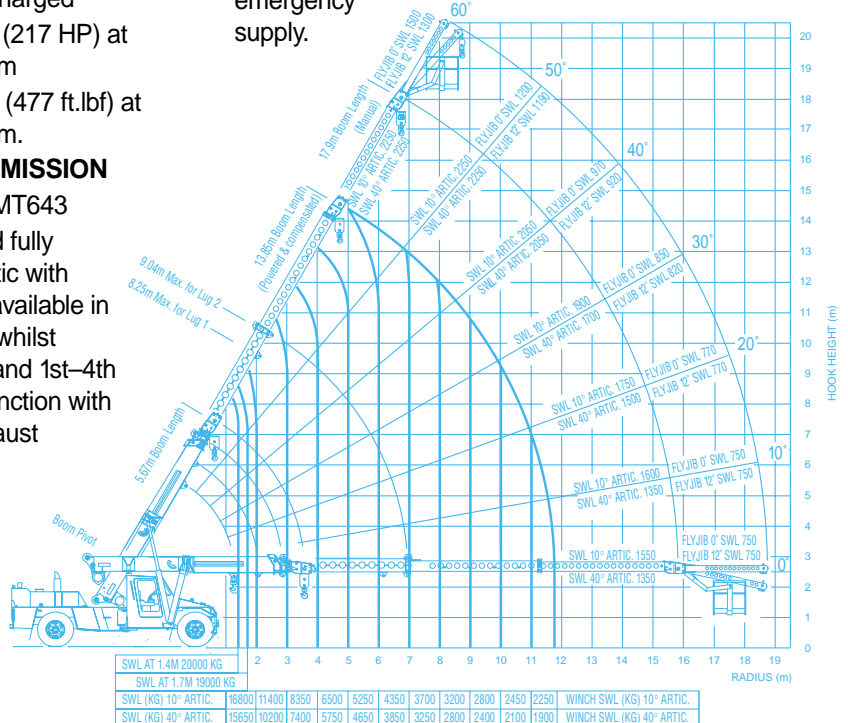 charged
(217 HP) at
m
(477 ft.lbf) at
m.
MISSION
MT643
d fully
tic with
available in
whilst
and 1st–4th
nction with
aust
emergency
supply.
60°
50°
40°
30°
20°
10°
0°
FLYJIB 0° SWL 1500
FLYJIB 12° SWL 1300
17.9m Boom Length
(Manual)
SWL 10° ARTIC. 2250
SWL 40° ARTIC. 2250
13.86m Boom Length
(Powered & compensated)
9.04m Max. for Lug 2
8.25m Max. for Lug 1
5.67m Boom Length
Boom Pivot
FLYJIB 0° SWL 1200
FLYJIB 12° SWL 1190
SWL 10° ARTIC. 2250
SWL 40° ARTIC. 2250
FLYJIB 0° SWL 970
FLYJIB 12° SWL 920
SWL 10° ARTIC. 2050
SWL 40° ARTIC. 2050
FLYJIB 0° SWL 850
FLYJIB 12° SWL 820
SWL 10° ARTIC. 1900
SWL 40° ARTIC. 1700
FLYJIB 0° SWL 770
FLYJIB 12° SWL 770
SWL 10° ARTIC. 1750
SWL 40° ARTIC. 1500
FLYJIB 0° SWL 750
FLYJIB 12° SWL 750
SWL 10° ARTIC. 1600
SWL 40° ARTIC. 1350
FLYJIB 0° SWL 750
FLYJIB 12° SWL 750
SWL 10° ARTIC. 1550
SWL 40° ARTIC. 1350
20
19
18
17
16
15
14
13
12
11
10
9
8
7
6
5
4
3
2
1
0
HOOK HEIGHT (m)
2 3 4 5 6 7 8 9 10 11 12 13 14 15 16 17 18 19
RADIUS (m)
SWL AT 1.4M 20000 KG
SWL AT 1.7M 19000 KG
SWL (KG) 10° ARTIC. 16800 11400 8350 6500 5250 4350 3700 3200 2800 2450 2250 WINCH SWL (KG) 10° ARTIC.
SWL (KG) 40° ARTIC. 15650 10200 7400 5750 4650 3850 3250 2800 2400 2100 1900 WINCH SWL (KG) 40° ARTIC.